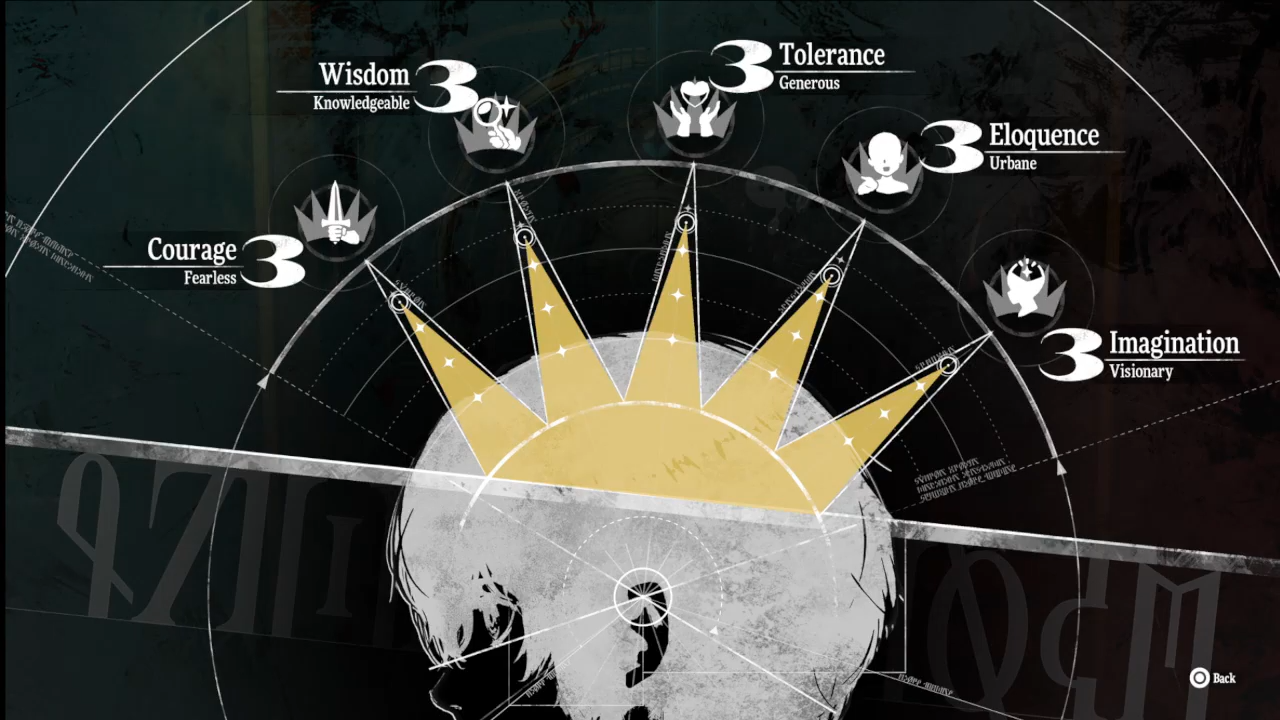 Courage 3
Fearless
Wisdom 3
Knowledgeable
3 Tolerance
Generous
3 Eloquence
Urbane
3 Imagination
Visionary
Back